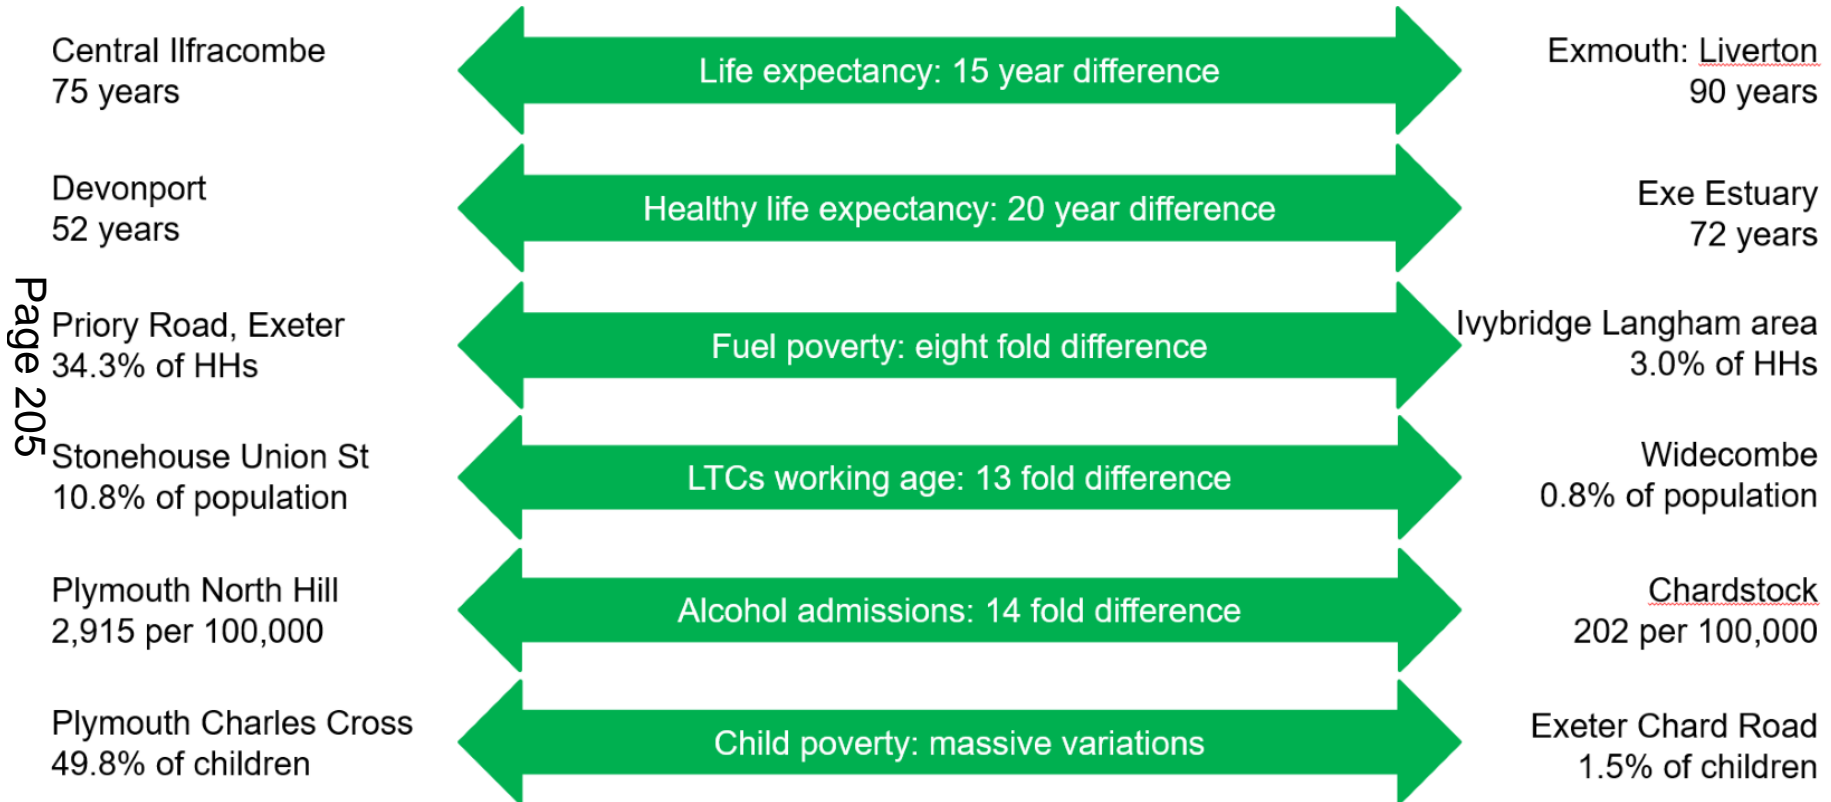 Central Ilfracombe
75 years
Life expectancy: 15 year difference
Exmouth: Liverton
90 years
Devonport
52 years
Healthy life expectancy: 20 year difference
Exe Estuary
72 years
Priory Road, Exeter
34.3% of HHs
Fuel poverty: eight fold difference
Ivybridge Langham area
3.0% of HHs
Stonehouse Union St
10.8% of population
LTCs working age: 13 fold difference
Widecombe
0.8% of population
Plymouth North Hill
2,915 per 100,000
Alcohol admissions: 14 fold difference
Chardstock
202 per 100,000
Plymouth Charles Cross
49.8% of children
Child poverty: massive variations
Exeter Chard Road
1.5% of children
Page 205